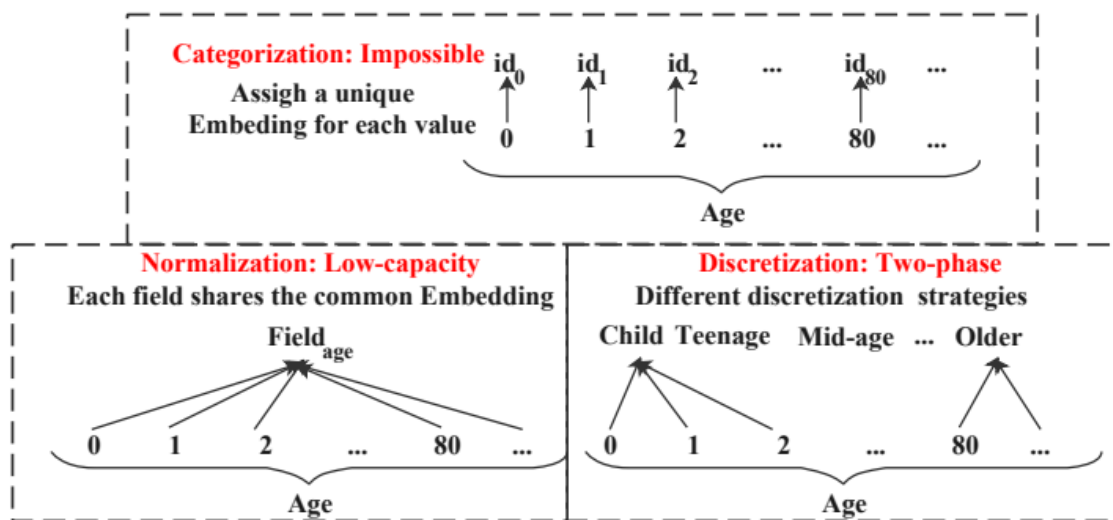 Categorization: Impossible
id0 id1 id2 ... id80 ...
Assigh a unique
Embeding for each value
0 1 2 ... 80 ...
Age
Normalization: Low-capacity
Each field shares the common Embedding
Field age
0 1 2 ... 80 ...
Age
Discretization: Two-phase
Different discretization strategies
Child Teenage Mid-age ... Older
0 1 2 ... 80 ...
Age